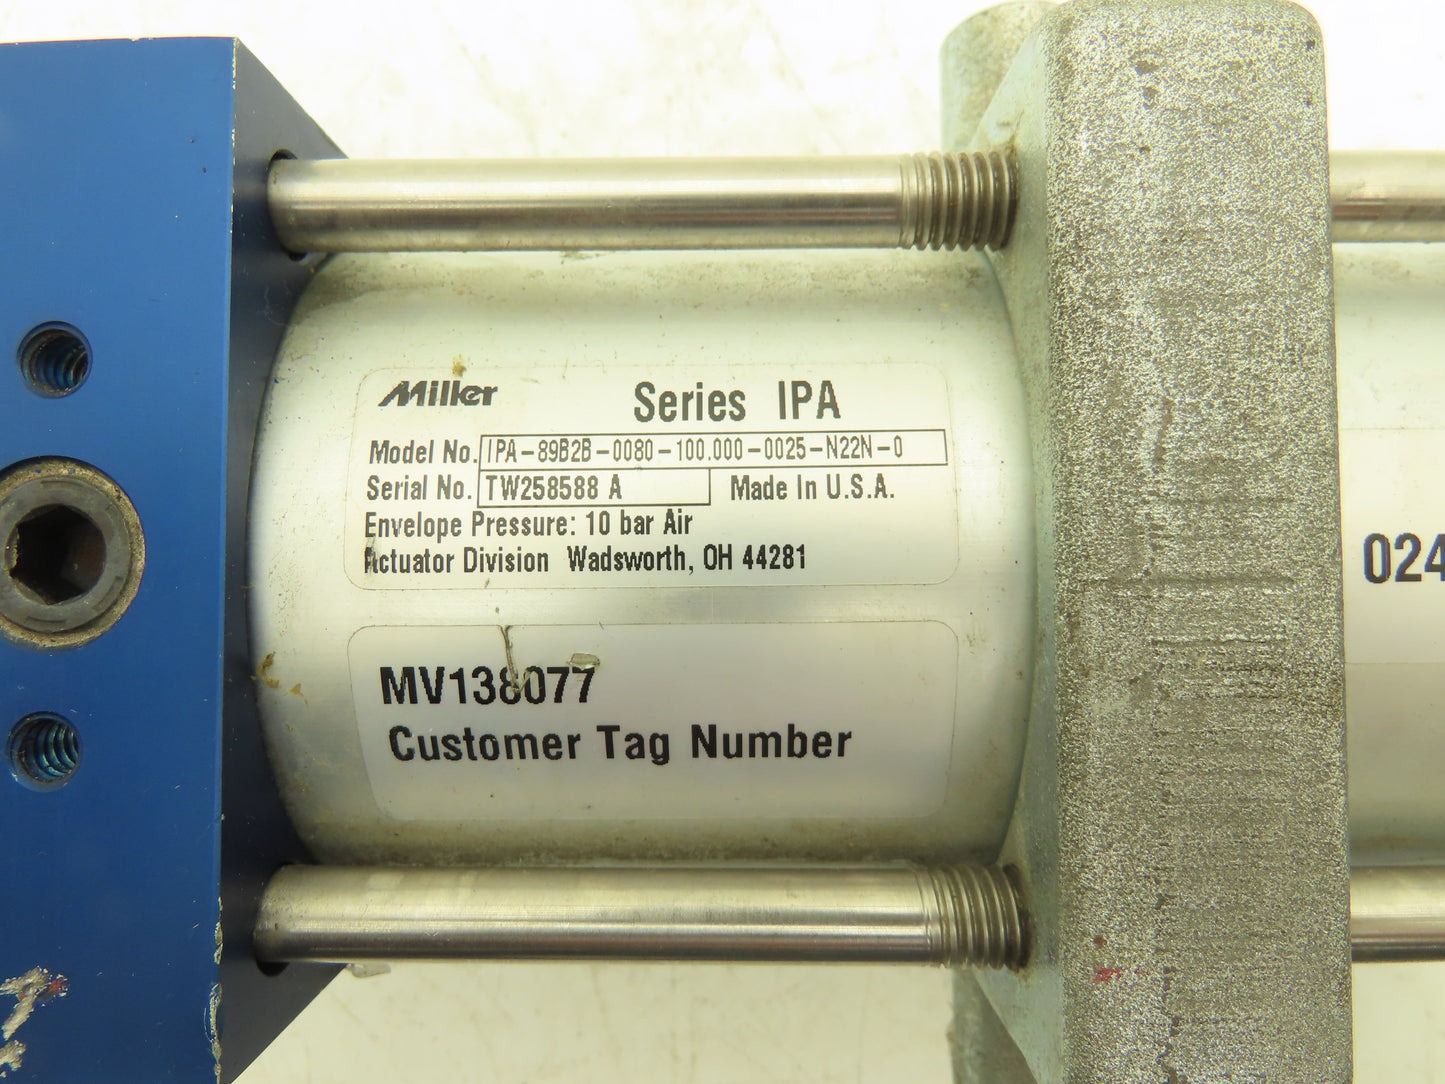 Miller Series IPA
Model No. IPA-89B2B-0080-100.000-0025-N22N-0
Serial No. TW258588 A Made In U.S.A.
Envelope Pressure: 10 bar Air
Actuator Division Wadsworth, OH 44281
MV138077
Customer Tag Number
024